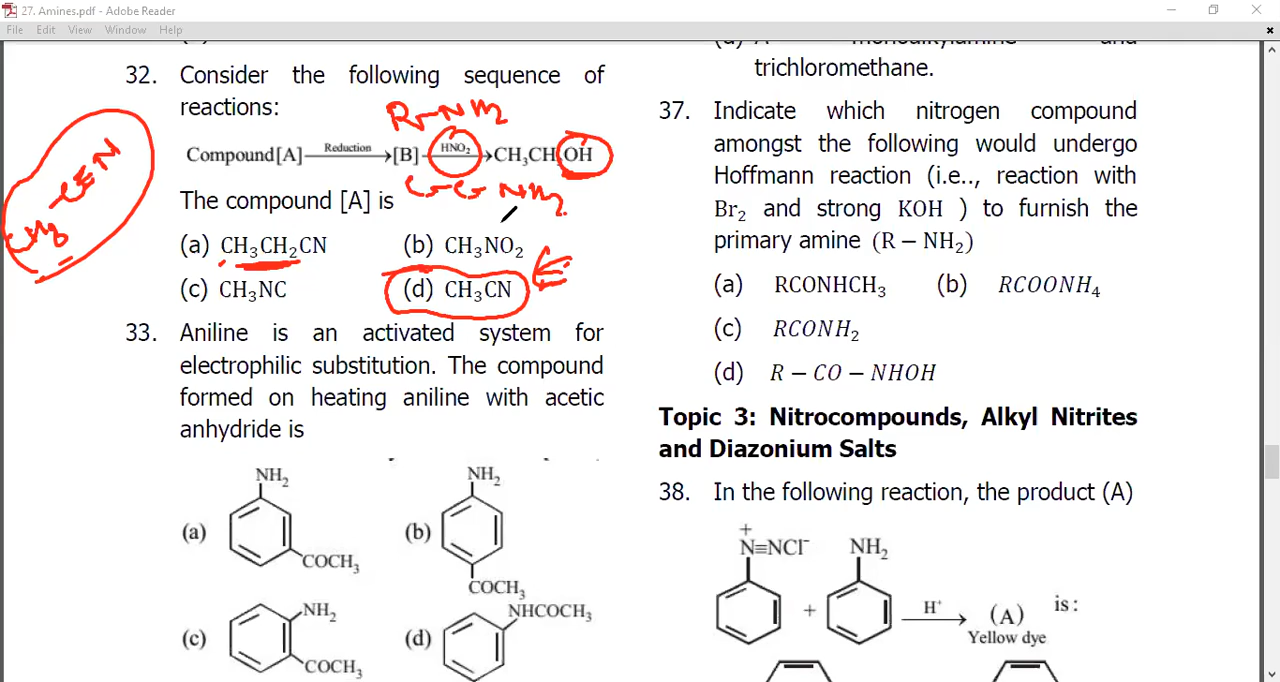 27. Amines.pdf - Adobe Reader
File Edit View Window Help
32. Consider the following sequence of
reactions:
R-NH2
Compound[A] Reduction → [B] HNO₂ → CH₃CH₂OH
NH2
CH3-C≡N
The compound [A] is
(a) CH₃CH₂CN (b) CH₃NO₂
(c) CH₃NC (d) CH₃CN
33. Aniline is an activated system for
electrophilic substitution. The compound
formed on heating aniline with acetic
anhydride is
NH₂ NH₂
(a) (b)
COCH₃
COCH₃
NH₂ NHCOCH₃
(c) (d)
COCH₃
trichloromethane.
37. Indicate which nitrogen compound
amongst the following would undergo
Hoffmann reaction (i.e.., reaction with
Br₂ and strong KOH ) to furnish the
primary amine (R − NH₂)
(a) RCONHCH₃ (b) RCOONH₄
(c) RCONH₂
(d) R − CO − NHOH
Topic 3: Nitrocompounds, Alkyl Nitrites
and Diazonium Salts
38. In the following reaction, the product (A)
+
N≡NCl⁻ NH₂
+ H⁺ → (A) is:
Yellow dye